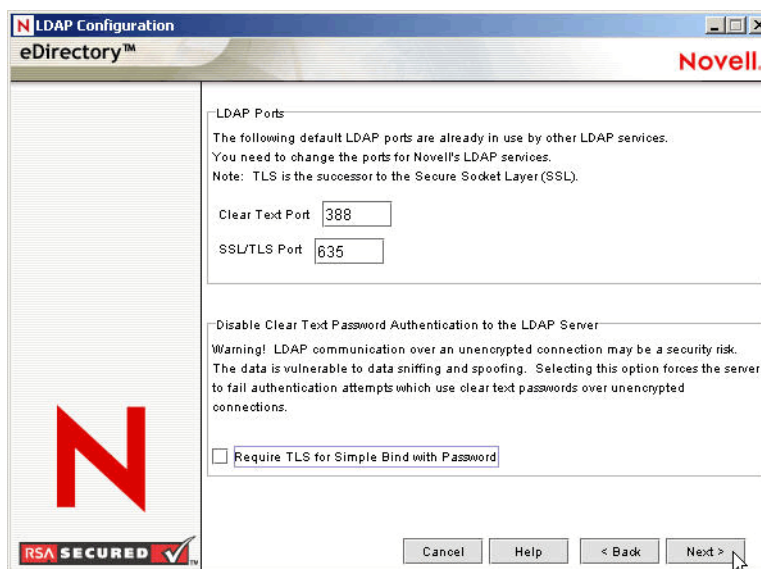 N LDAP Configuration
eDirectory™
Novell.
LDAP Ports
The following default LDAP ports are already in use by other LDAP services.
You need to change the ports for Novell's LDAP services.
Note: TLS is the successor to the Secure Socket Layer (SSL).
Clear Text Port 388
SSL/TLS Port 635
Disable Clear Text Password Authentication to the LDAP Server
Warning! LDAP communication over an unencrypted connection may be a security risk.
The data is vulnerable to data sniffing and spoofing. Selecting this option forces the server
to fail authentication attempts which use clear text passwords over unencrypted
connections.
Require TLS for Simple Bind with Password
N
RSA SECURED TM
Cancel Help < Back Next >